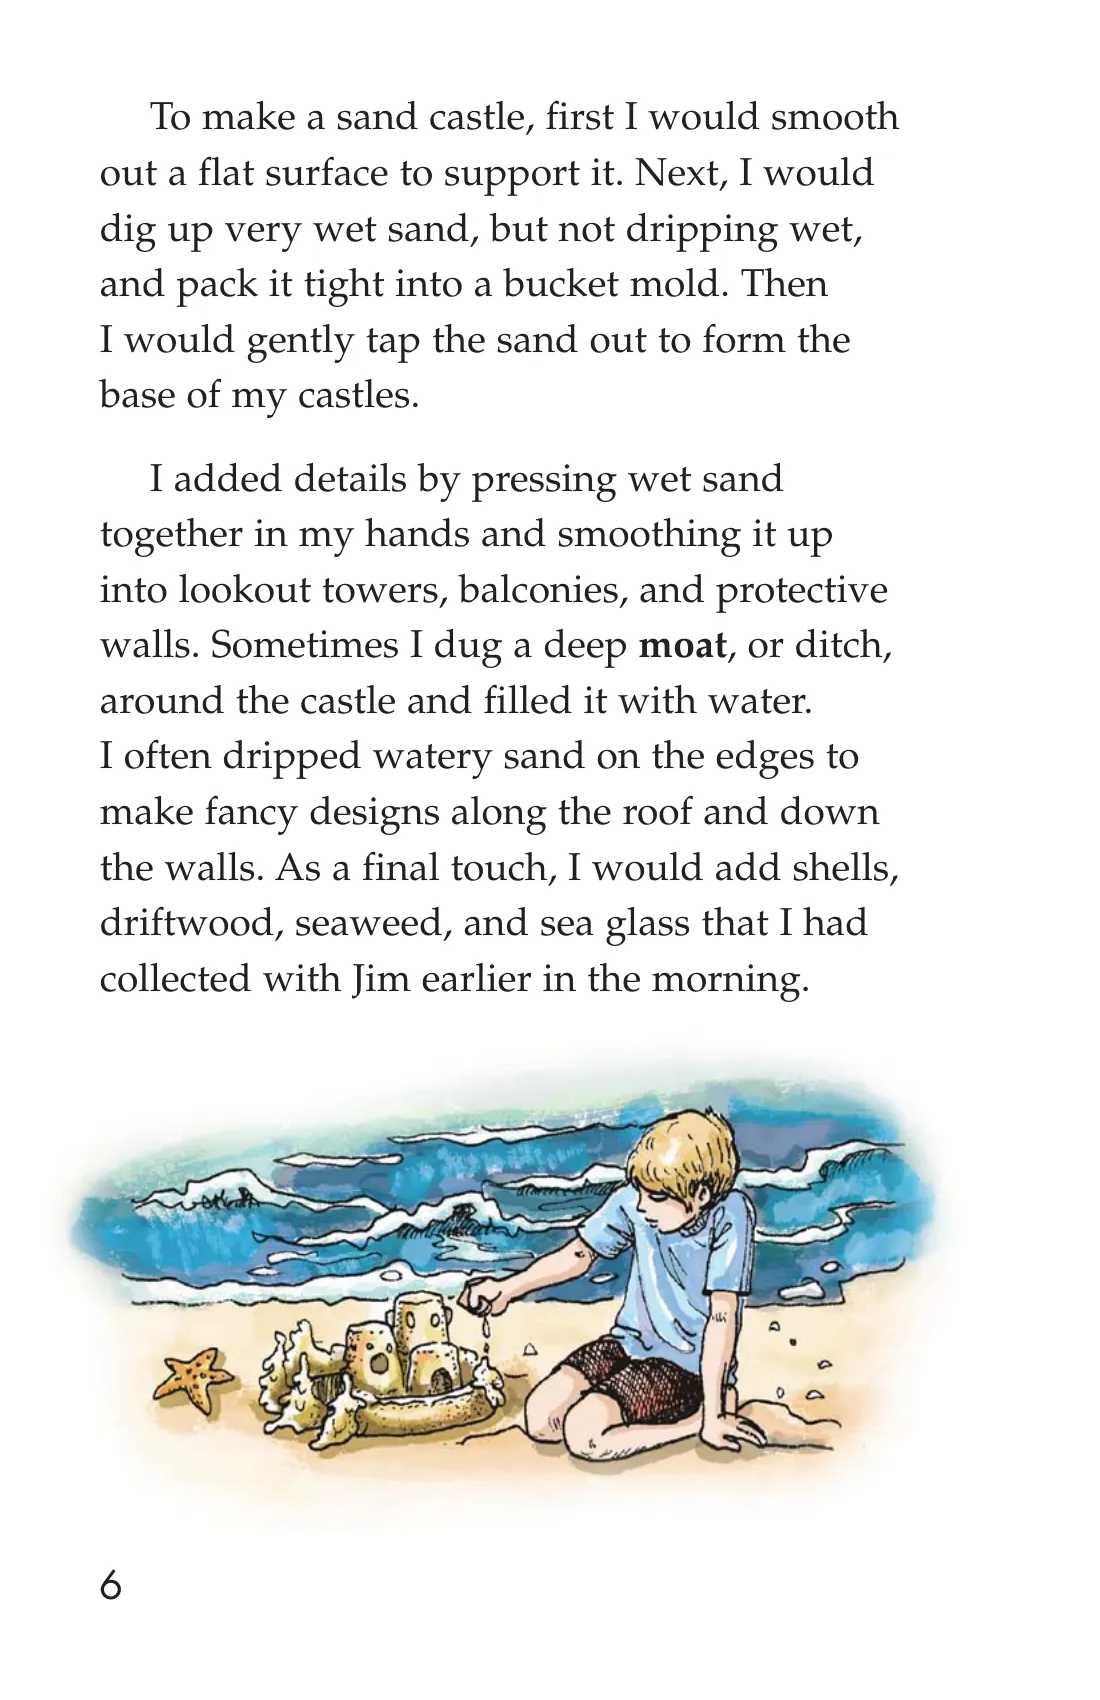 To make a sand castle, first I would smooth
out a flat surface to support it. Next, I would
dig up very wet sand, but not dripping wet,
and pack it tight into a bucket mold. Then
I would gently tap the sand out to form the
base of my castles.
I added details by pressing wet sand
together in my hands and smoothing it up
into lookout towers, balconies, and protective
walls. Sometimes I dug a deep moat, or ditch,
around the castle and filled it with water.
I often dripped watery sand on the edges to
make fancy designs along the roof and down
the walls. As a final touch, I would add shells,
driftwood, seaweed, and sea glass that I had
collected with Jim earlier in the morning.
6